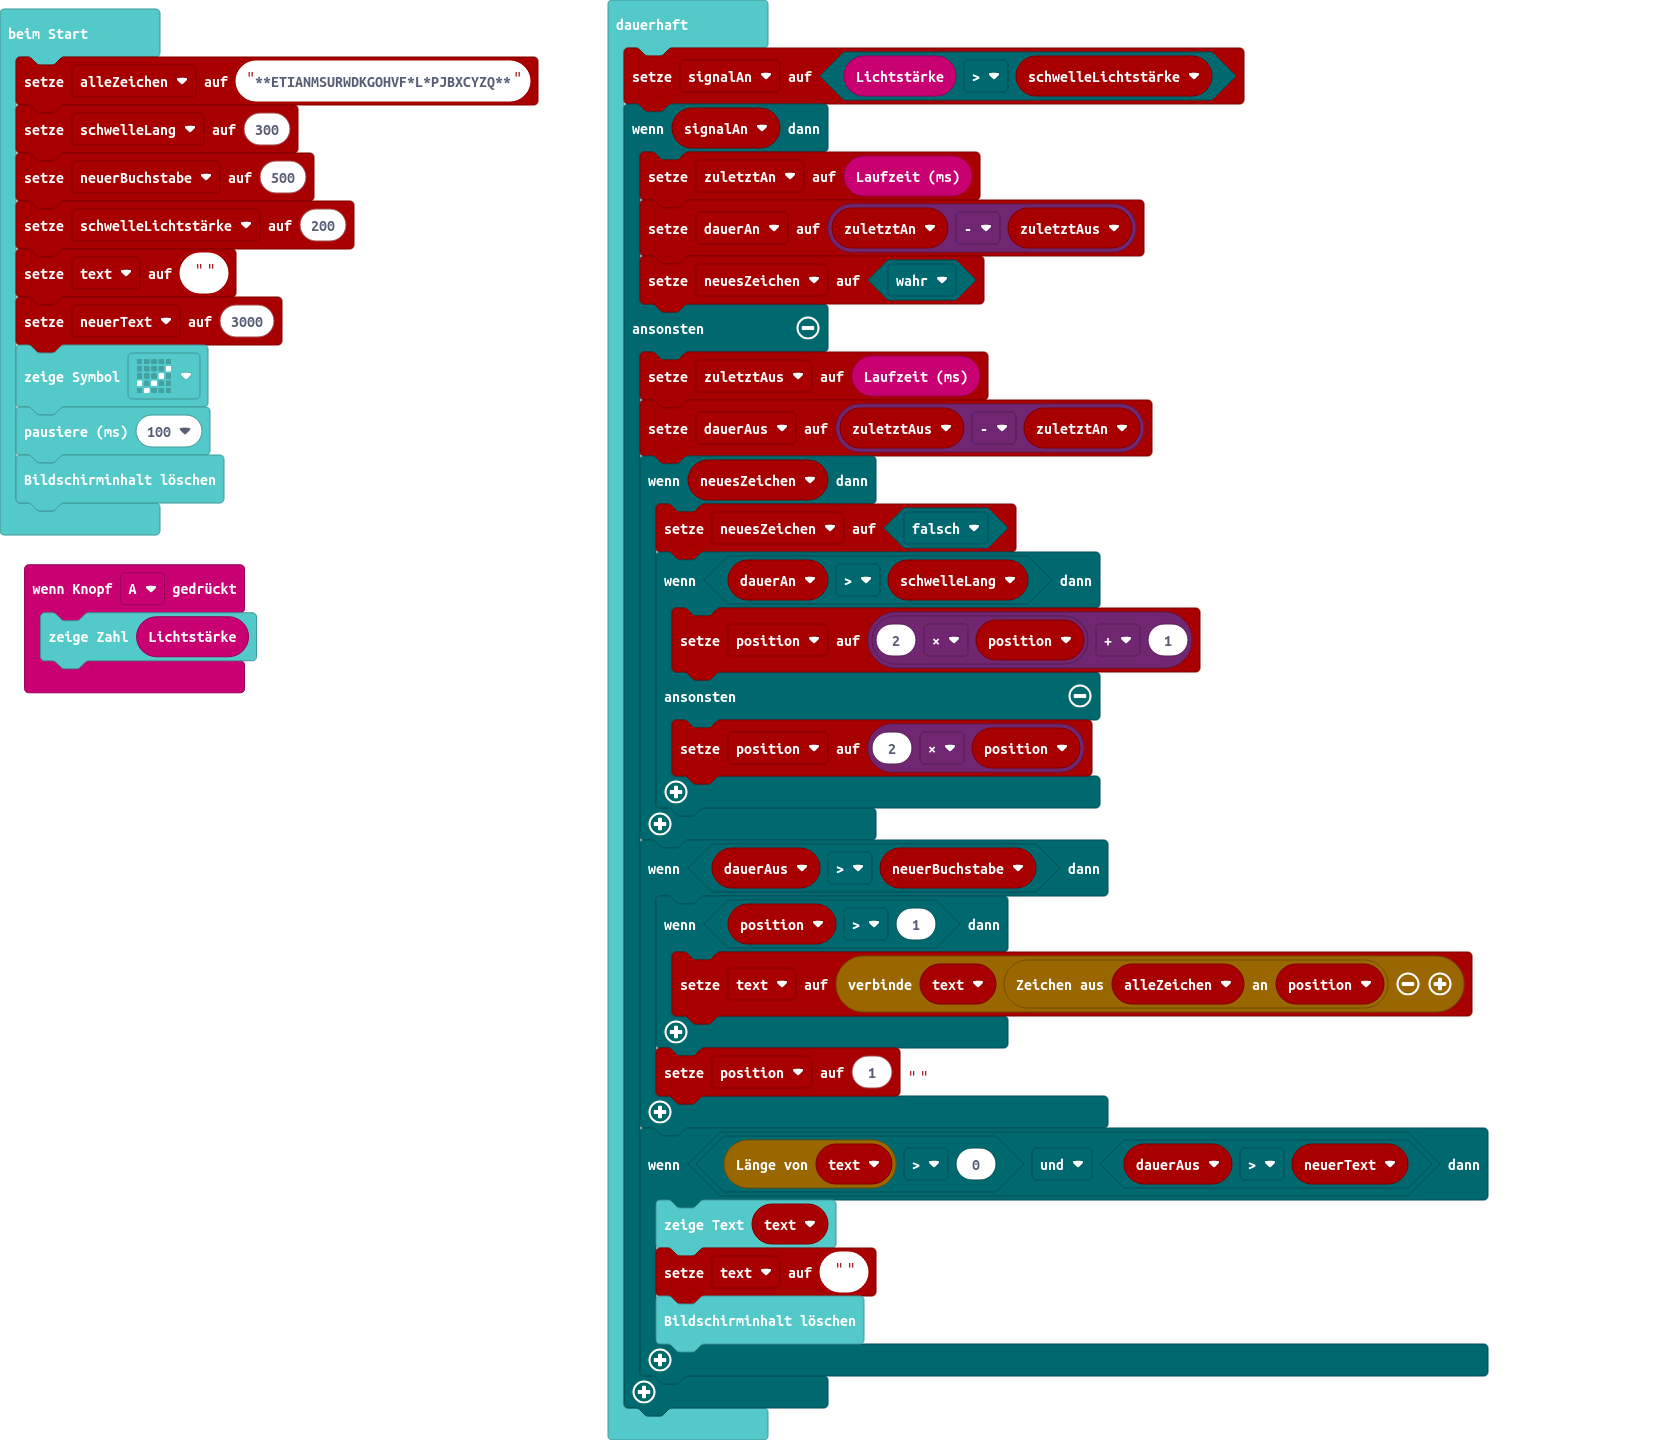 beim Start
setze alleZeichen auf "**ETIANMSURWDKGOHVF*L*PJBXCYZQ**"
setze schwelleLang auf 300
setze neuerBuchstabe auf 500
setze schwelleLichtstärke auf 200
setze text auf ""
setze neuerText auf 3000
zeige Symbol
pausiere (ms) 100
Bildschirminhalt löschen
wenn Knopf A gedrückt
zeige Zahl Lichtstärke
dauerhaft
setze signalAn auf Lichtstärke > schwelleLichtstärke
wenn signalAn dann
setze zuletztAn auf Laufzeit (ms)
setze dauerAn auf zuletztAn - zuletztAus
setze neuesZeichen auf wahr
ansonsten
setze zuletztAus auf Laufzeit (ms)
setze dauerAus auf zuletztAus - zuletztAn
wenn neuesZeichen dann
setze neuesZeichen auf falsch
wenn dauerAn > schwelleLang dann
setze position auf 2 × position + 1
ansonsten
setze position auf 2 × position
wenn dauerAus > neuerBuchstabe dann
wenn position > 1 dann
setze text auf verbinde text Zeichen aus alleZeichen an position
setze position auf 1 ""
wenn Länge von text > 0 und dauerAus > neuerText dann
zeige Text text
setze text auf ""
Bildschirminhalt löschen